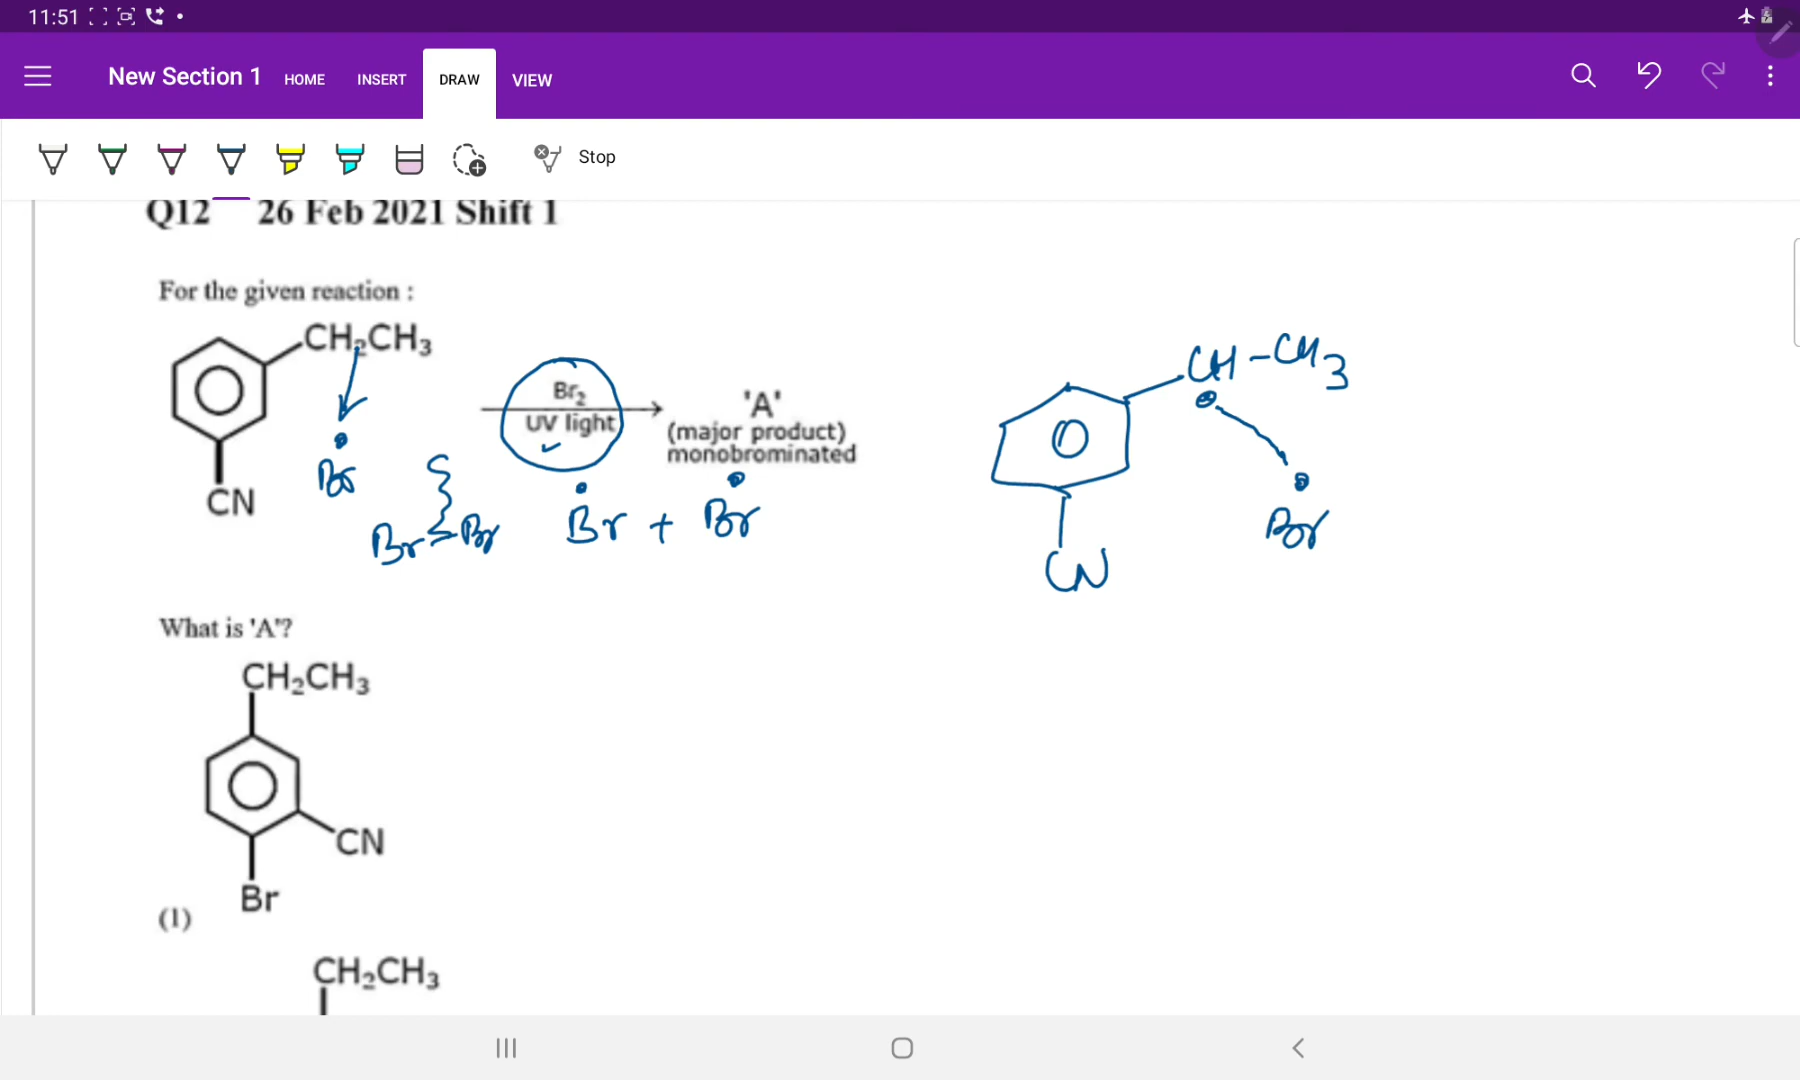 11:51
New Section 1 HOME INSERT DRAW VIEW
Stop
Q12 26 Feb 2021 Shift 1
For the given reaction :
CH₂CH₃
CN
Br₂
UV light
'A'
(major product)
monobrominated
Br
Br Br
Br + Br
CH-CH3
CN
Br
What is 'A'?
CH₂CH₃
CN
Br
(1)
CH₂CH₃